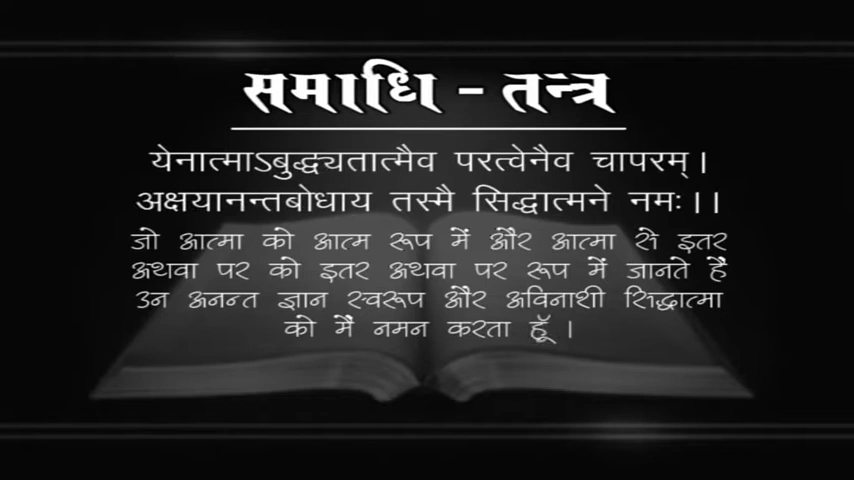 समाधि - तन्त्र
येनात्माऽबुद्ध्यतात्मैव परत्वेनैव चापरम् ।
अक्षयानन्तबोधाय तस्मै सिद्धात्मने नमः ।।
जो आत्मा को आत्म रूप में और आत्मा से इतर
अथवा पर को इतर अथवा पर रूप में जानते हैं
उन अनन्त ज्ञान स्वरूप और अविनाशी सिद्धात्मा
को मैं नमन करता हूँ ।